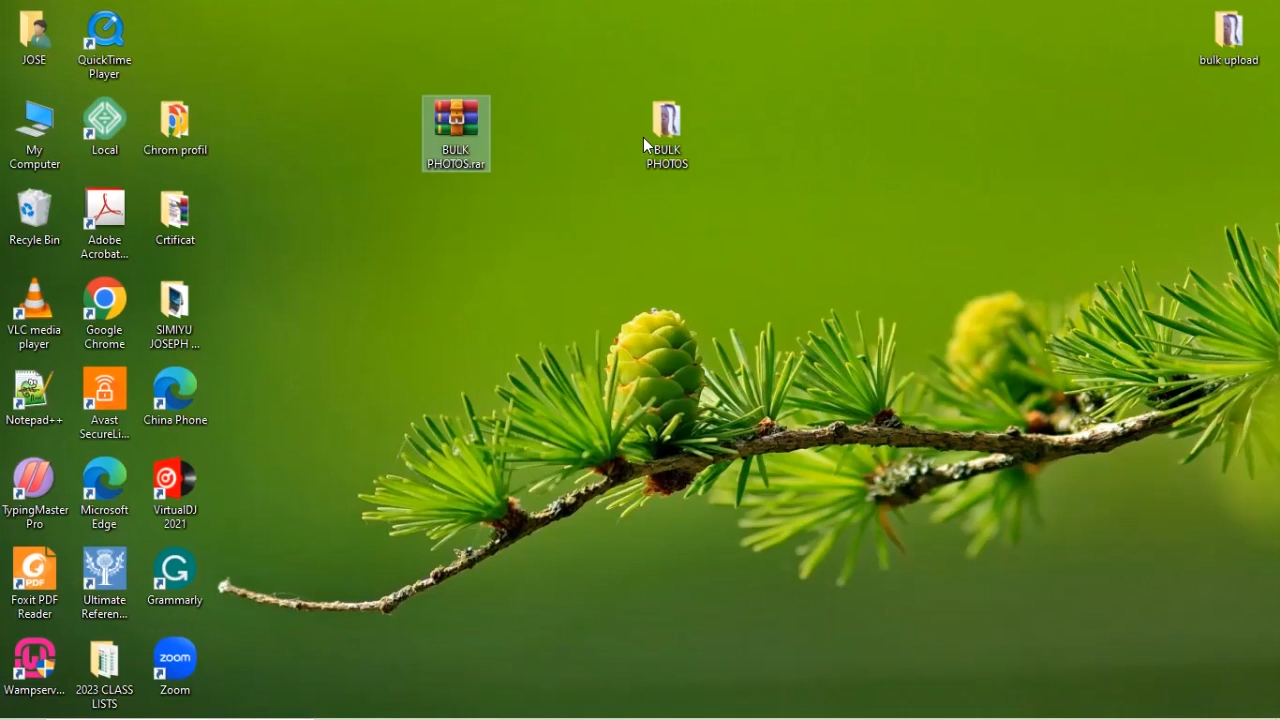 JOSE
QuickTime
Player
bulk upload
My
Computer
Local
Chrom profil
BULK
PHOTOS.rar
BULK
PHOTOS
Recyle Bin
Adobe
Acrobat...
Crtificat
VLC media
player
Google
Chrome
SIMIYU
JOSEPH ...
Notepad++
Avast
SecureLi...
China Phone
TypingMaster
Pro
Microsoft
Edge
VirtualDJ
2021
PDF
Foxit PDF
Reader
Ultimate
Referen...
Grammarly
Wampserv...
2023 CLASS
LISTS
zoom
Zoom